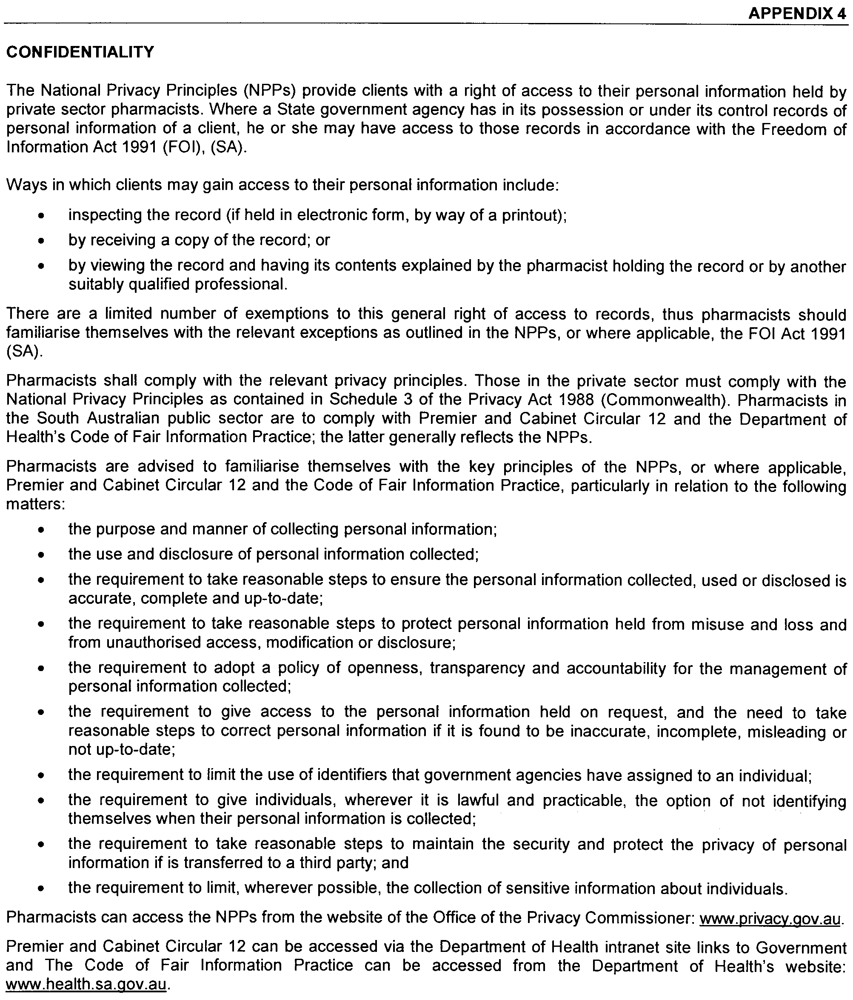 APPENDIX 4
CONFIDENTIALITY
The National Privacy Principles (NPPs) provide clients with a right of access to their personal information held by
private sector pharmacists. Where a State government agency has in its possession or under its control records of
personal information of a client, he or she may have access to those records in accordance with the Freedom of
Information Act 1991 (FOI), (SA).
Ways in which clients may gain access to their personal information include:
• inspecting the record (if held in electronic form, by way of a printout);
• by receiving a copy of the record; or
• by viewing the record and having its contents explained by the pharmacist holding the record or by another
suitably qualified professional.
There are a limited number of exemptions to this general right of access to records, thus pharmacists should
familiarise themselves with the relevant exceptions as outlined in the NPPs, or where applicable, the FOI Act 1991
(SA).
Pharmacists shall comply with the relevant privacy principles. Those in the private sector must comply with the
National Privacy Principles as contained in Schedule 3 of the Privacy Act 1988 (Commonwealth). Pharmacists in
the South Australian public sector are to comply with Premier and Cabinet Circular 12 and the Department of
Health's Code of Fair Information Practice; the latter generally reflects the NPPs.
Pharmacists are advised to familiarise themselves with the key principles of the NPPs, or where applicable,
Premier and Cabinet Circular 12 and the Code of Fair Information Practice, particularly in relation to the following
matters:
• the purpose and manner of collecting personal information;
• the use and disclosure of personal information collected;
• the requirement to take reasonable steps to ensure the personal information collected, used or disclosed is
accurate, complete and up-to-date;
• the requirement to take reasonable steps to protect personal information held from misuse and loss and
from unauthorised access, modification or disclosure;
• the requirement to adopt a policy of openness, transparency and accountability for the management of
personal information collected;
• the requirement to give access to the personal information held on request, and the need to take
reasonable steps to correct personal information if it is found to be inaccurate, incomplete, misleading or
not up-to-date;
• the requirement to limit the use of identifiers that government agencies have assigned to an individual;
• the requirement to give individuals, wherever it is lawful and practicable, the option of not identifying
themselves when their personal information is collected;
• the requirement to take reasonable steps to maintain the security and protect the privacy of personal
information if is transferred to a third party; and
• the requirement to limit, wherever possible, the collection of sensitive information about individuals.
Pharmacists can access the NPPs from the website of the Office of the Privacy Commissioner: www.privacy.gov.au.
Premier and Cabinet Circular 12 can be accessed via the Department of Health intranet site links to Government
and The Code of Fair Information Practice can be accessed from the Department of Health's website:
www.health.sa.gov.au.